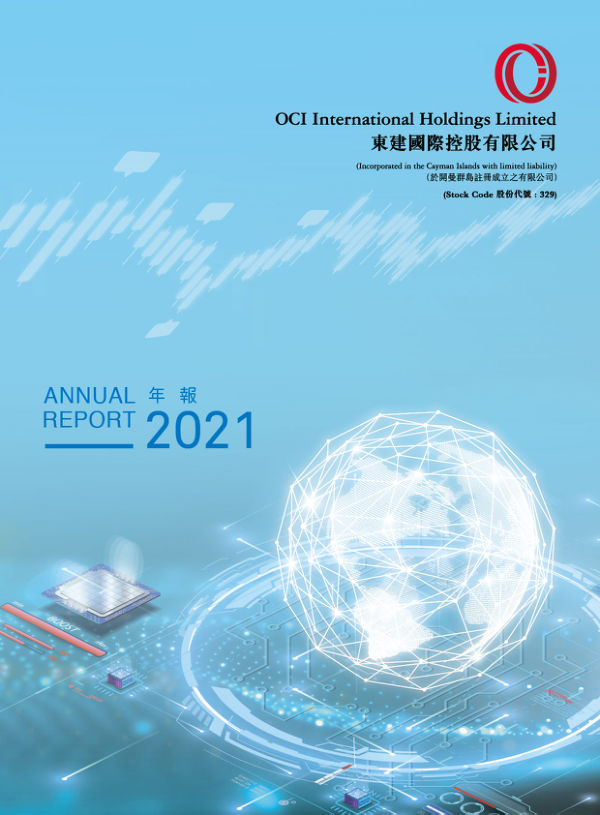 OCI International Holdings Limited
東建國際控股有限公司
(Incorporated in the Cayman Islands with limited liability)
(於開曼群島註冊成立之有限公司)
(Stock Code 股份代號 : 329)
ANNUAL 年 報
REPORT 2021
BOOST